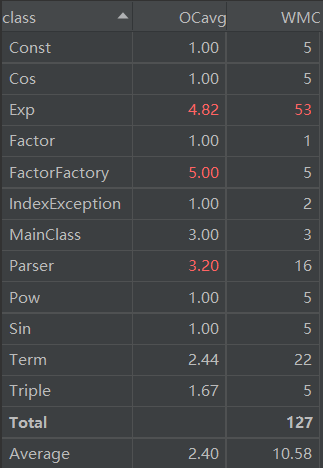 class OCavg WMC
Const 1.00 5
Cos 1.00 5
Exp 4.82 53
Factor 1.00 1
FactorFactory 5.00 5
IndexException 1.00 2
MainClass 3.00 3
Parser 3.20 16
Pow 1.00 5
Sin 1.00 5
Term 2.44 22
Triple 1.67 5
Total 127
Average 2.40 10.58